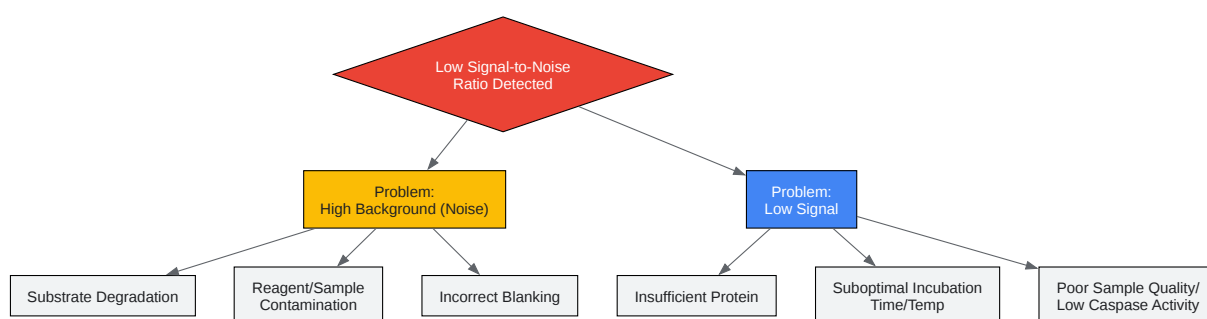 Low Signal-to-Noise
Ratio Detected
Problem:
High Background (Noise)
Problem:
Low Signal
Substrate Degradation
Reagent/Sample
Contamination
Incorrect Blanking
Insufficient Protein
Suboptimal Incubation
Time/Temp
Poor Sample Quality/
Low Caspase Activity